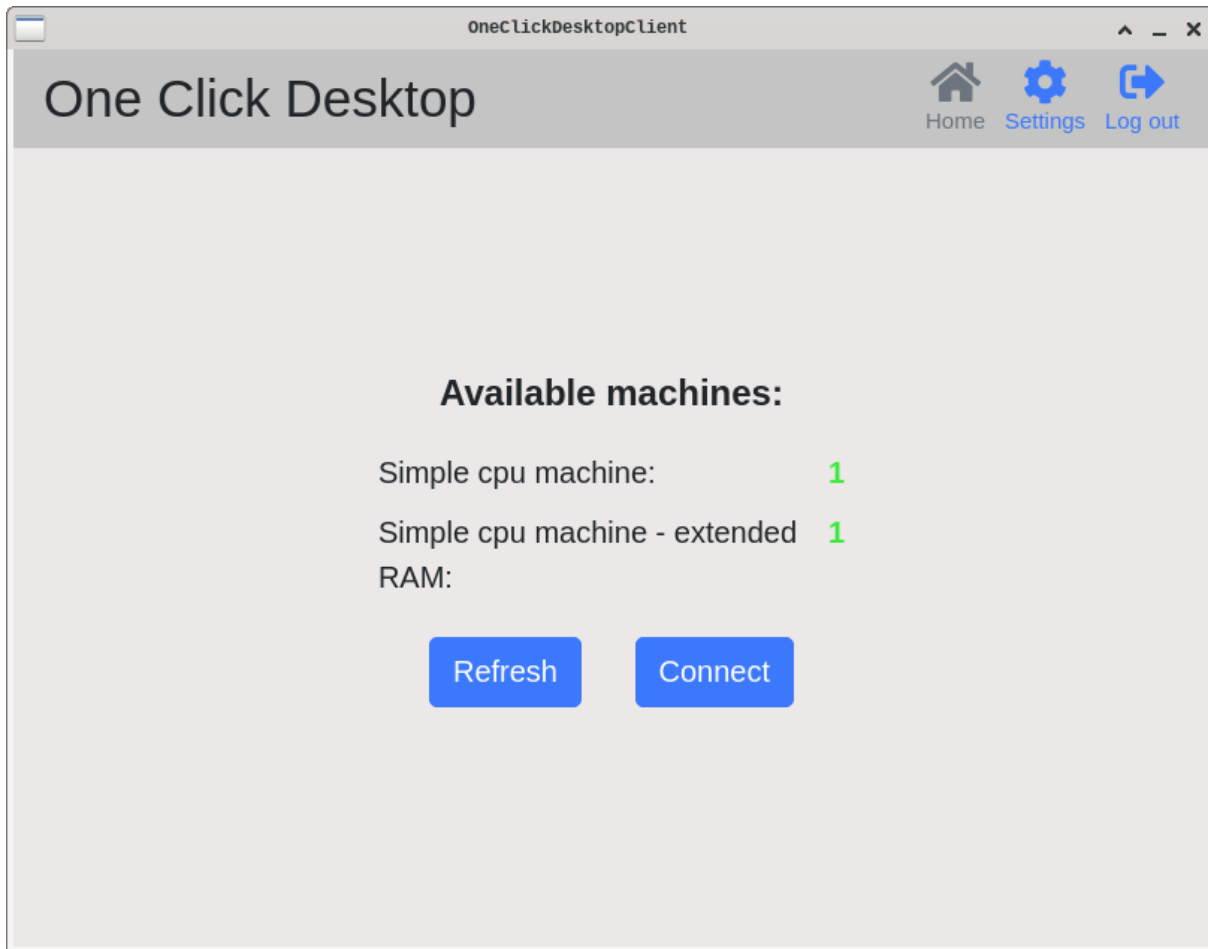 OneClickDesktopClient
One Click Desktop
Home Settings Log out
Available machines:
Simple cpu machine: 1
Simple cpu machine - extended 1
RAM:
Refresh Connect